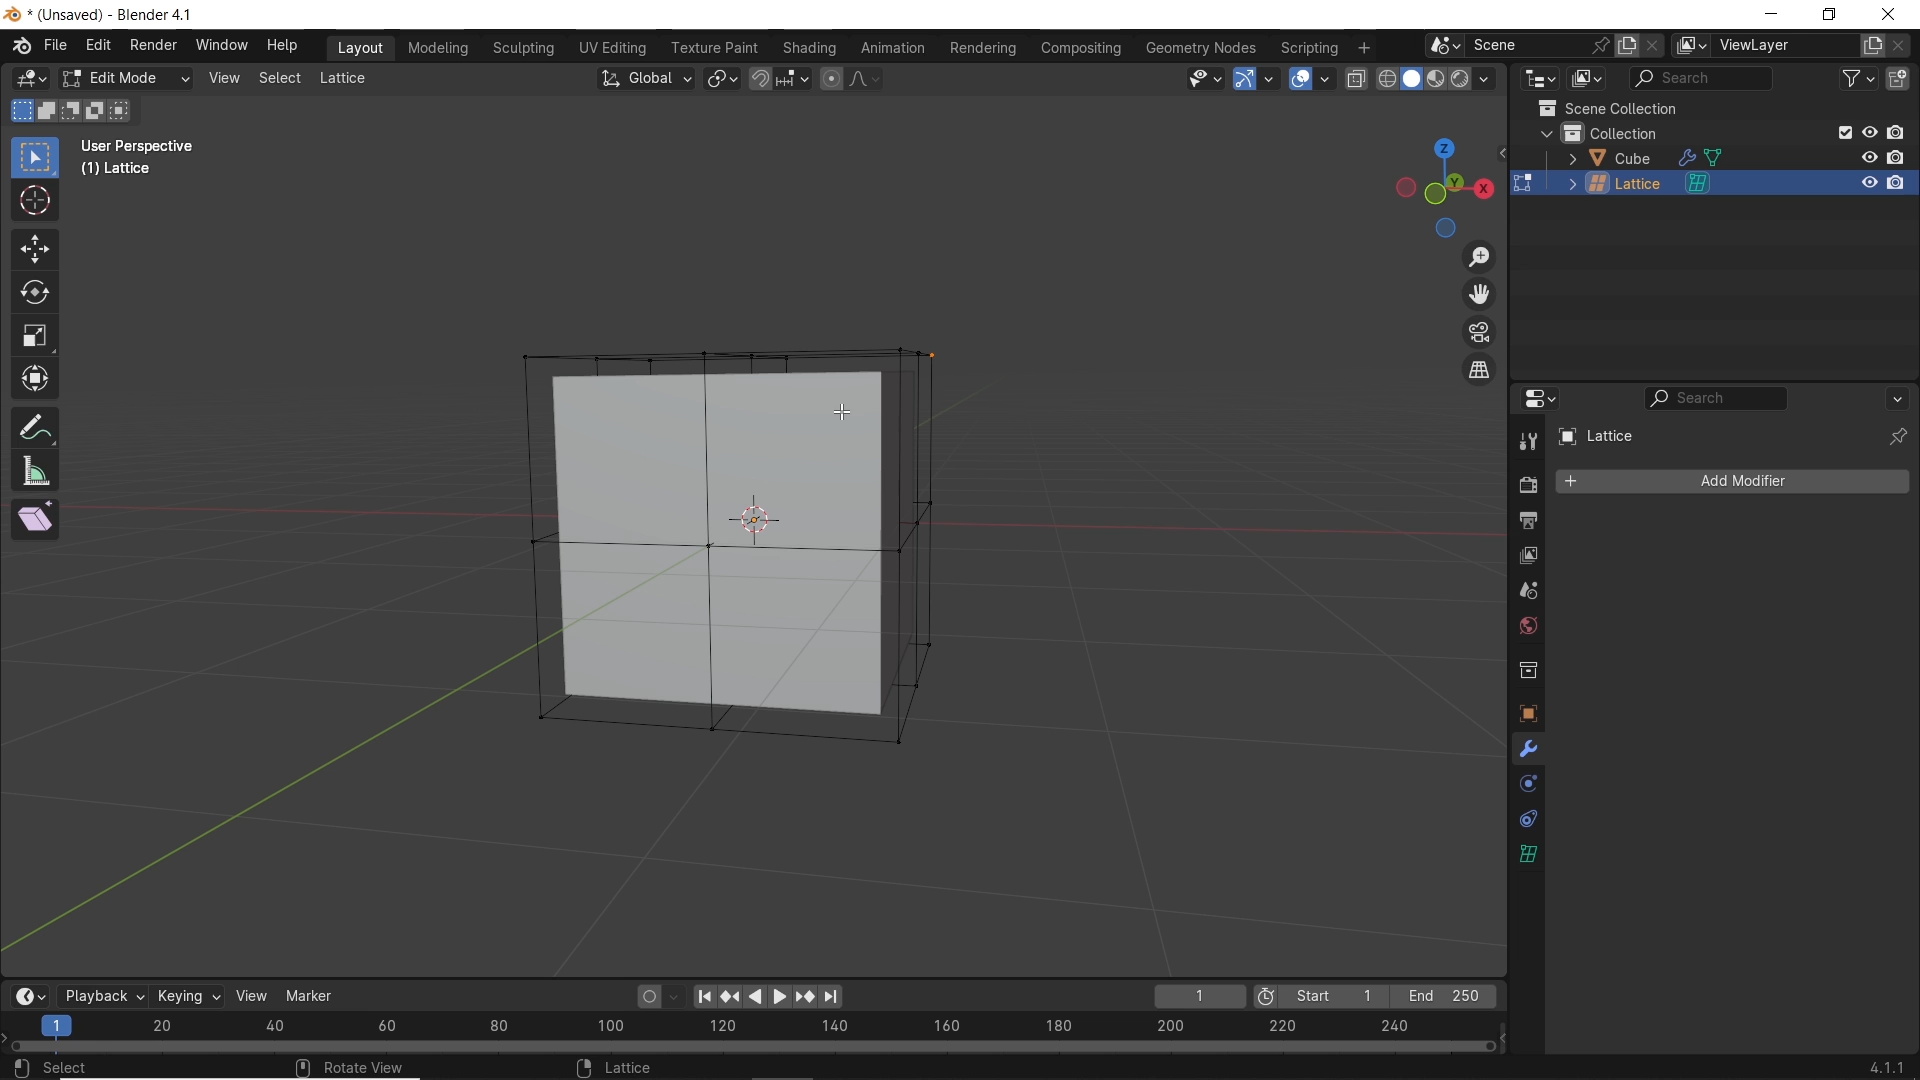 * (Unsaved) - Blender 4.1
File Edit Render Window Help Layout Modeling Sculpting UV Editing Texture Paint Shading Animation Rendering Compositing Geometry Nodes Scripting + Scene ViewLayer
Edit Mode View Select Lattice Global Search
User Perspective
(1) Lattice
Z
Y
X
Scene Collection
Collection
Cube
Lattice
Search
Lattice
+ Add Modifier
Playback Keying View Marker 1 Start 1 End 250
1 20 40 60 80 100 120 140 160 180 200 220 240
Select Rotate View Lattice 4.1.1